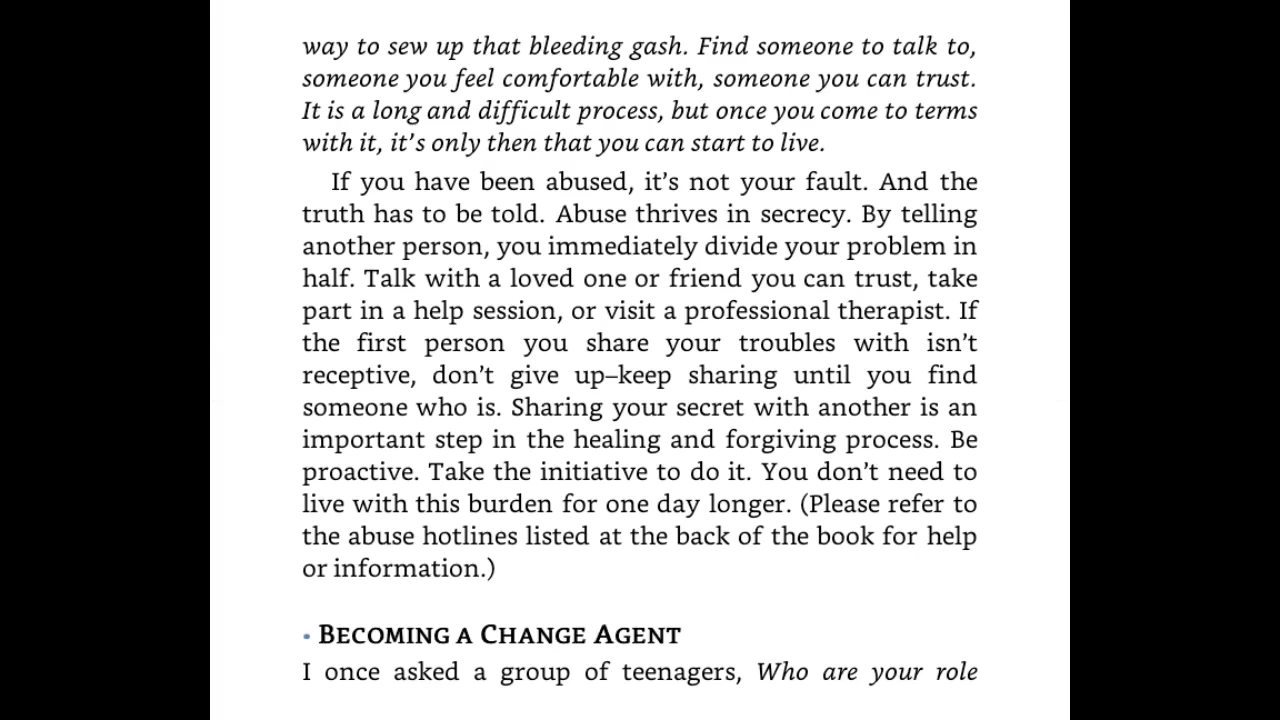 way to sew up that bleeding gash. Find someone to talk to,
someone you feel comfortable with, someone you can trust.
It is a long and difficult process, but once you come to terms
with it, it’s only then that you can start to live.
If you have been abused, it’s not your fault. And the
truth has to be told. Abuse thrives in secrecy. By telling
another person, you immediately divide your problem in
half. Talk with a loved one or friend you can trust, take
part in a help session, or visit a professional therapist. If
the first person you share your troubles with isn’t
receptive, don’t give up–keep sharing until you find
someone who is. Sharing your secret with another is an
important step in the healing and forgiving process. Be
proactive. Take the initiative to do it. You don’t need to
live with this burden for one day longer. (Please refer to
the abuse hotlines listed at the back of the book for help
or information.)
• BECOMING A CHANGE AGENT
I once asked a group of teenagers, Who are your role